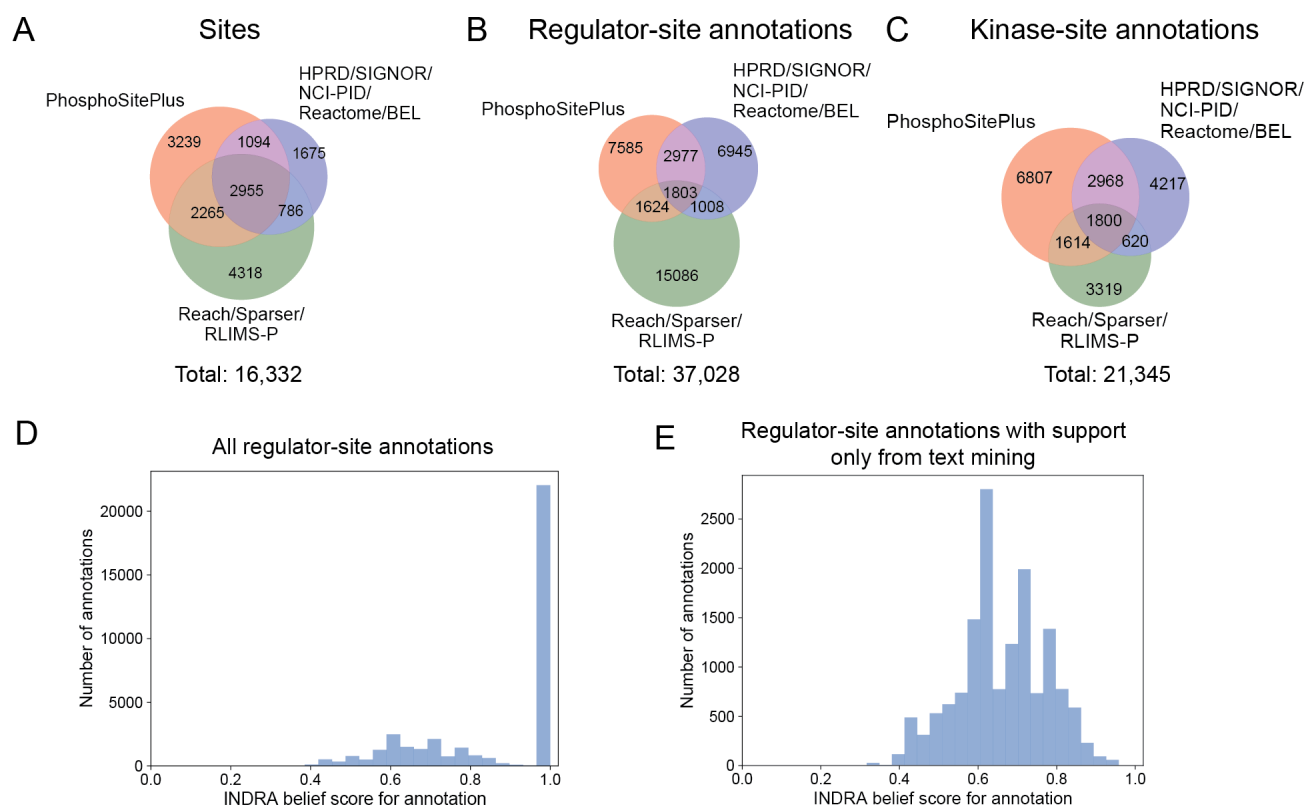 A
Sites
PhosphoSitePlus
HPRD/SIGNOR/
NCI-PID/
Reactome/BEL
3239
1094
1675
2955
2265
786
4318
Reach/Sparser/
RLIMS-P
Total: 16,332
B
Regulator-site annotations
PhosphoSitePlus
HPRD/SIGNOR/
NCI-PID/
Reactome/BEL
7585
2977
6945
1803
1624
1008
15086
Reach/Sparser/
RLIMS-P
Total: 37,028
C
Kinase-site annotations
PhosphoSitePlus
HPRD/SIGNOR/
NCI-PID/
Reactome/BEL
6807
2968
4217
1800
1614
620
3319
Reach/Sparser/
RLIMS-P
Total: 21,345
D
All regulator-site annotations
Number of annotations
20000
15000
10000
5000
0
0.0
0.2
0.4
0.6
0.8
1.0
INDRA belief score for annotation
E
Regulator-site annotations with support
only from text mining
Number of annotations
2500
2000
1500
1000
500
0
0.0
0.2
0.4
0.6
0.8
1.0
INDRA belief score for annotation